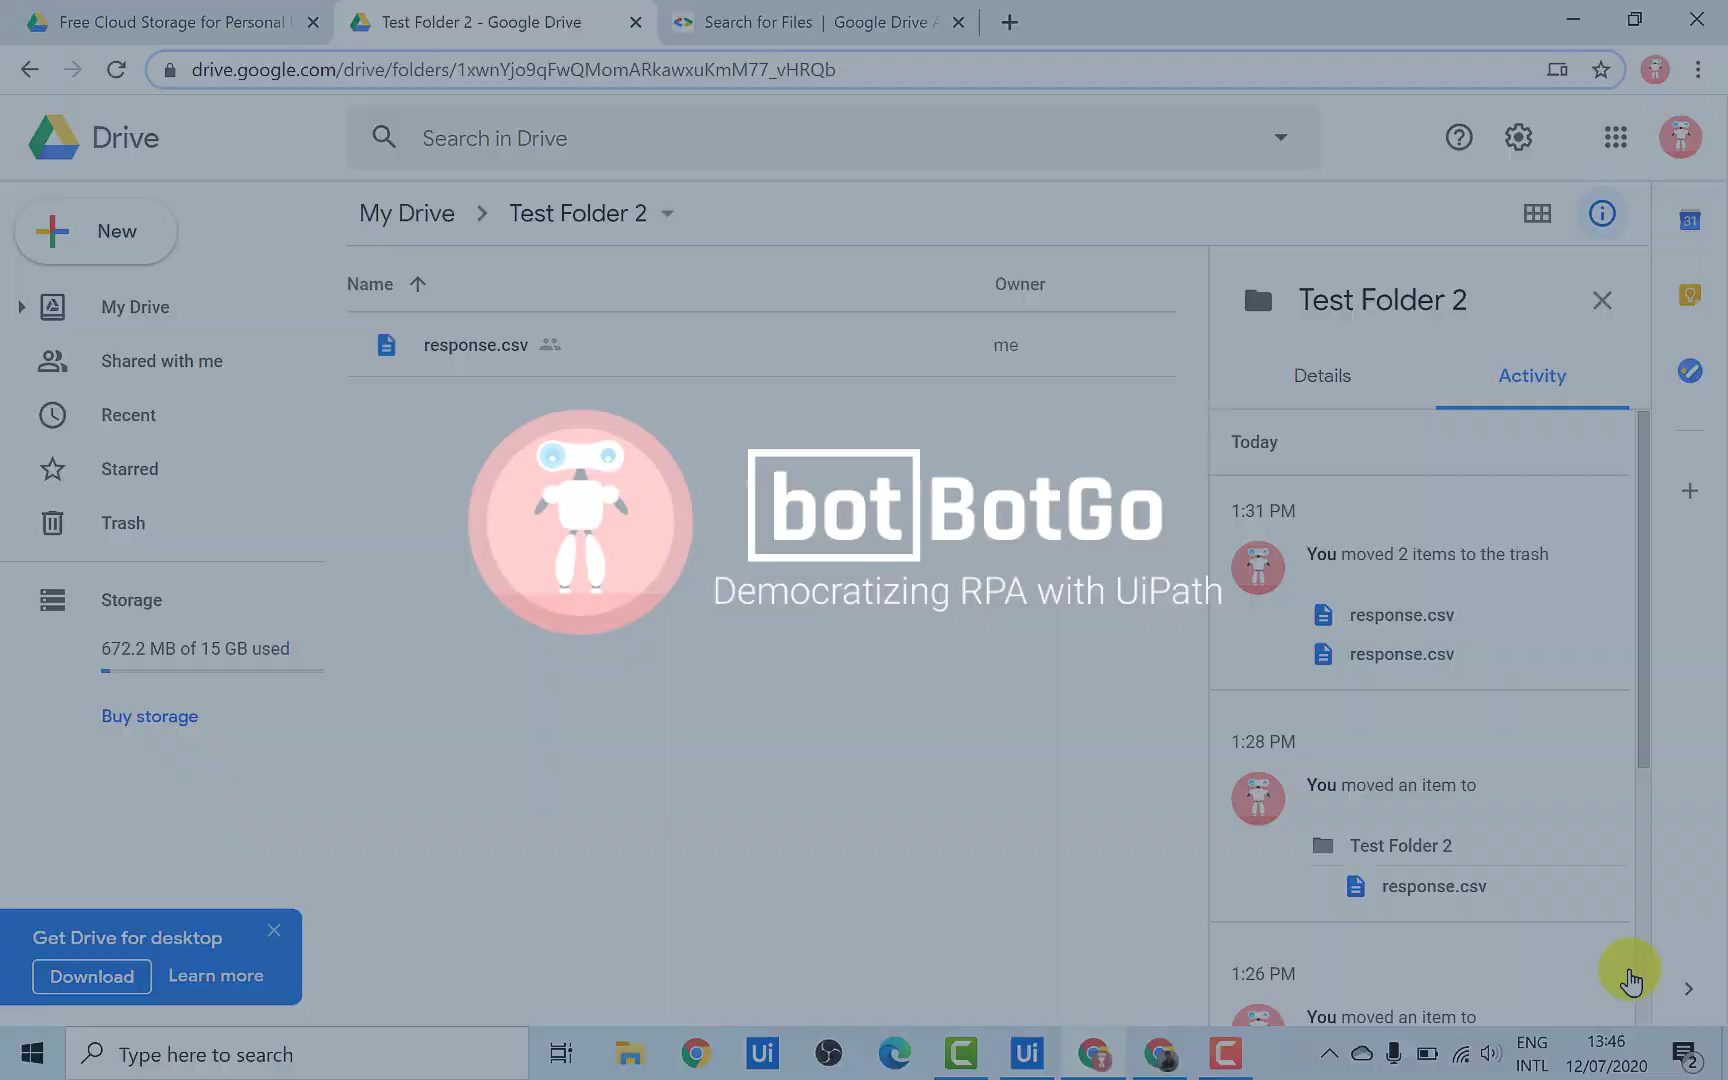 Free Cloud Storage for Personal
Test Folder 2 - Google Drive
Search for Files | Google Drive
drive.google.com/drive/folders/1xwnYjo9qFwQMomARkawxuKmM77_vHRQb
Drive
Search in Drive
New
My Drive
Shared with me
Recent
Starred
Trash
Storage
672.2 MB of 15 GB used
Buy storage
Get Drive for desktop
Download
Learn more
My Drive > Test Folder 2
Name
Owner
response.csv
me
bot BotGo
Democratizing RPA with UiPath
Test Folder 2
Details
Activity
Today
1:31 PM
You moved 2 items to the trash
response.csv
response.csv
1:28 PM
You moved an item to
Test Folder 2
response.csv
1:26 PM
You moved an item to
31
Type here to search
Ui
Ui
ENG
INTL
13:46
12/07/2020
2